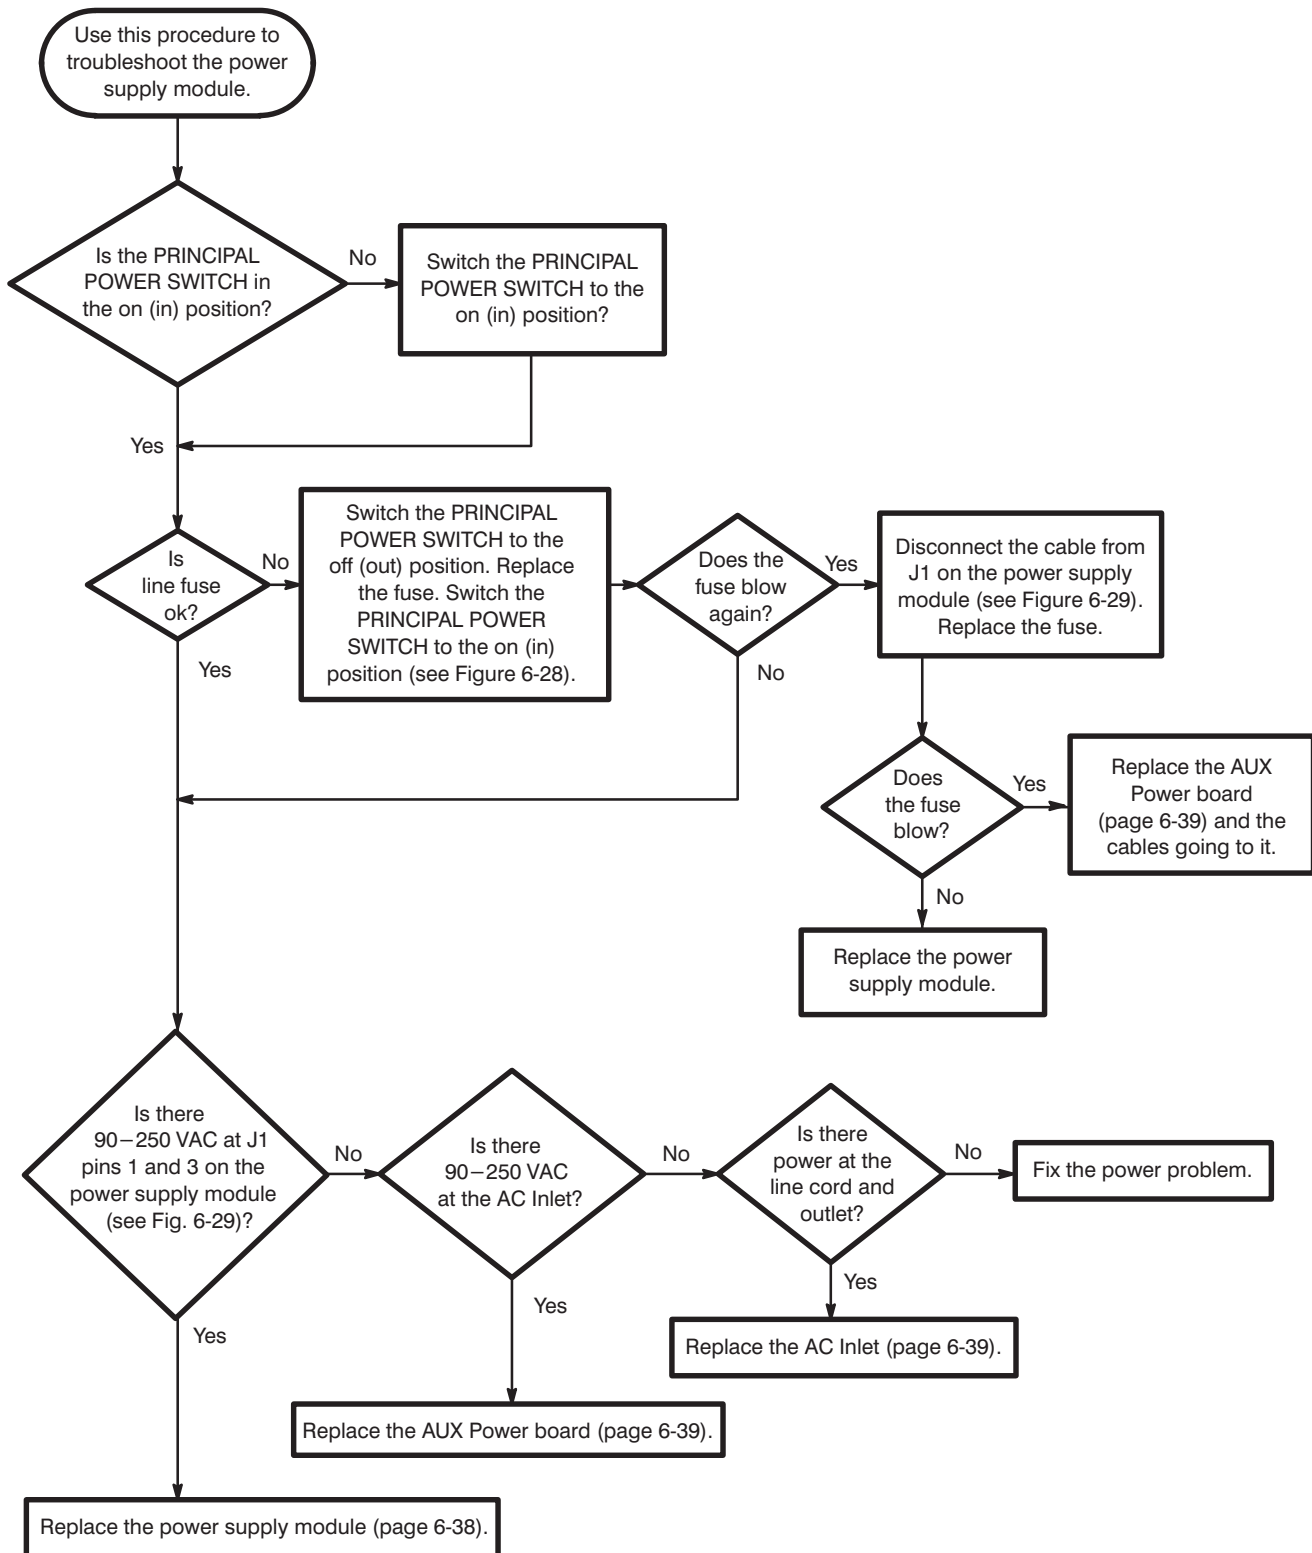 Use this procedure to
troubleshoot the power
supply module.
Is the PRINCIPAL
POWER SWITCH in
the on (in) position?
No
Switch the PRINCIPAL
POWER SWITCH to the
on (in) position?
Yes
Is
line fuse
ok?
No
Switch the PRINCIPAL
POWER SWITCH to the
off (out) position. Replace
the fuse. Switch the
PRINCIPAL POWER
SWITCH to the on (in)
position (see Figure 6-28).
Does the
fuse blow
again?
Yes
Disconnect the cable from
J1 on the power supply
module (see Figure 6-29).
Replace the fuse.
Yes
No
Does
the fuse
blow?
Yes
Replace the AUX
Power board
(page 6-39) and the
cables going to it.
No
Replace the power
supply module.
Is there
90–250 VAC at J1
pins 1 and 3 on the
power supply module
(see Fig. 6-29)?
No
Is there
90–250 VAC
at the AC Inlet?
No
Is there
power at the
line cord and
outlet?
No
Fix the power problem.
Yes
Replace the AC Inlet (page 6-39).
Yes
Replace the AUX Power board (page 6-39).
Yes
Replace the power supply module (page 6-38).